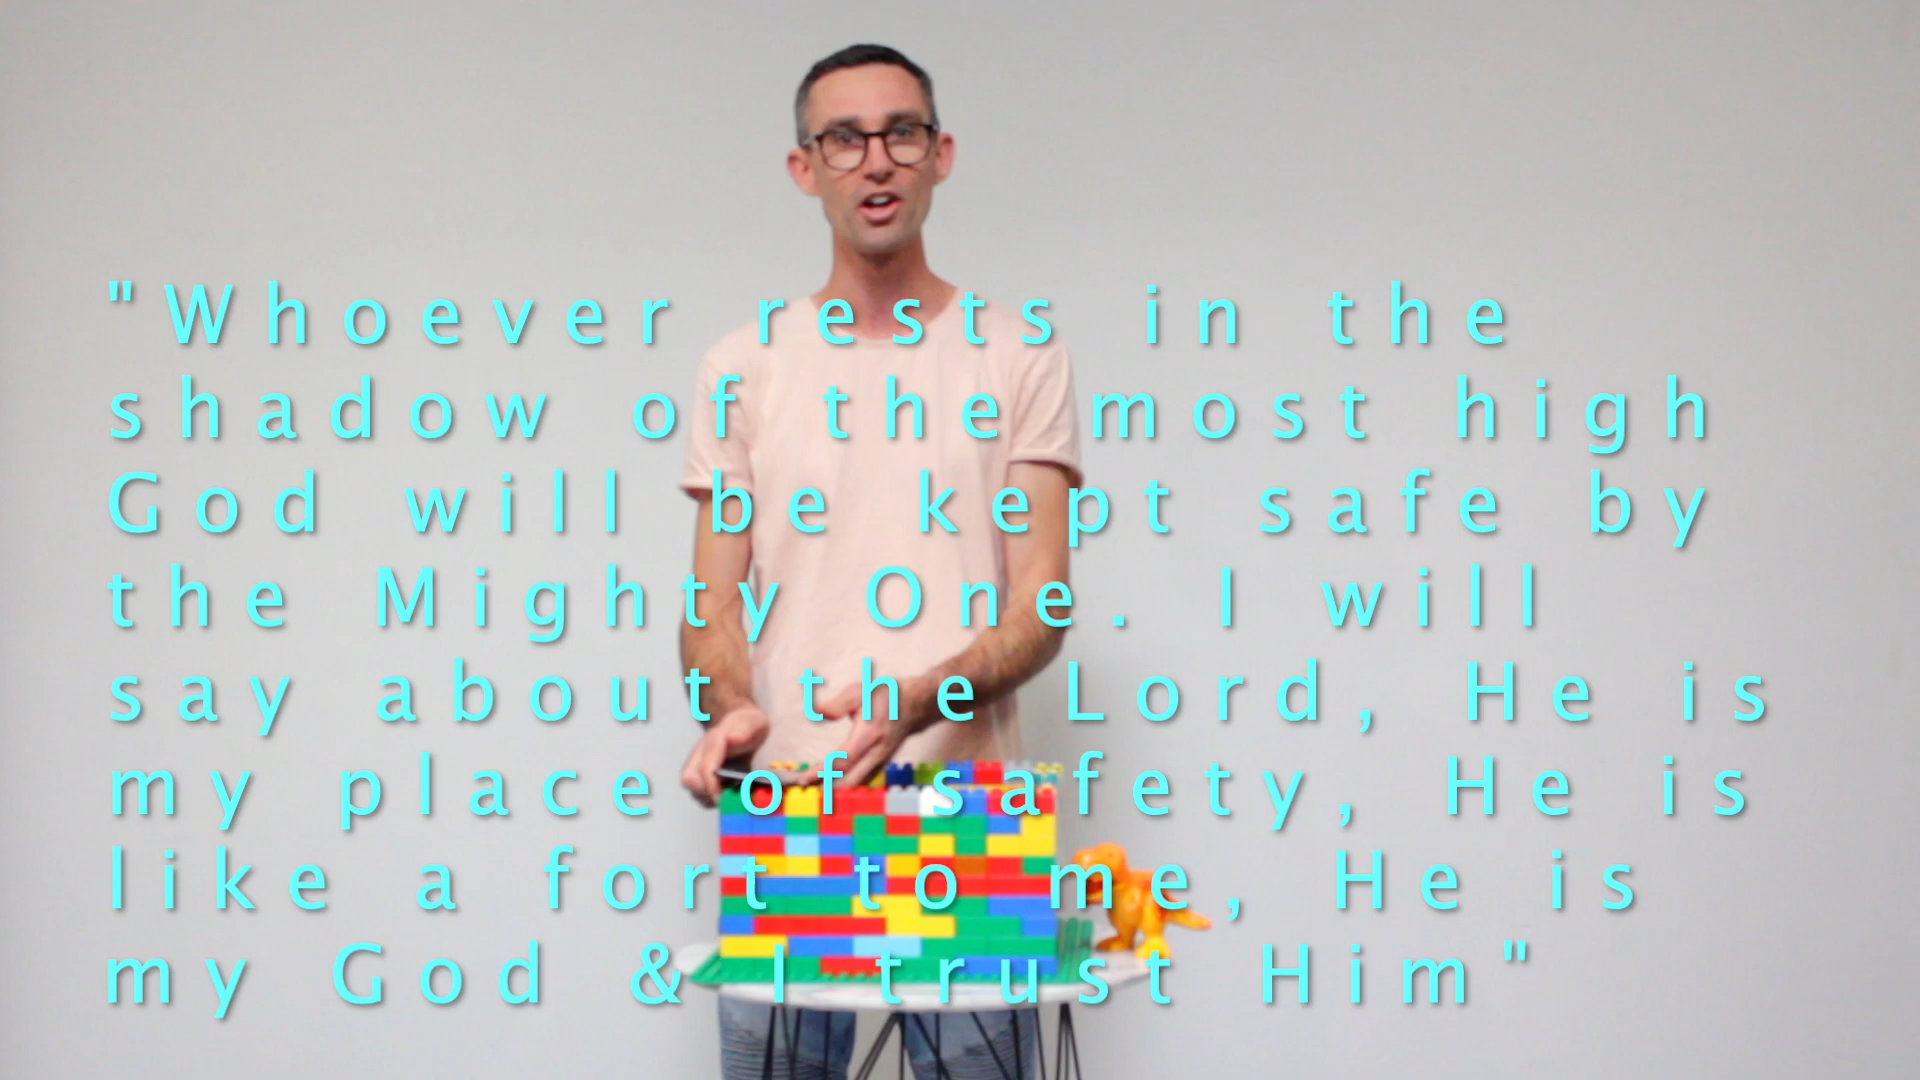 "Whoever rests in the
shadow of the most high
God will be kept safe by
the Mighty One. I will
say about the Lord, He is
my place of safety, He is
like a fort to me, He is
my God & I trust Him"